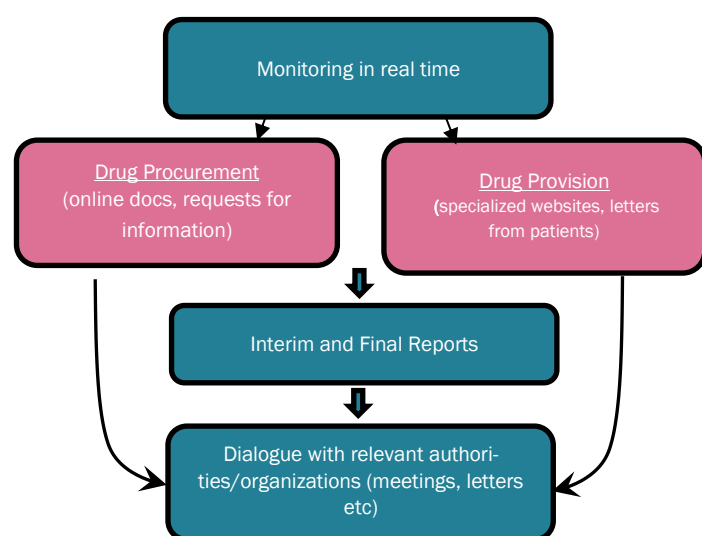 Monitoring in real time
Drug Procurement
(online docs, requests for
information)
Drug Provision
(specialized websites, letters
from patients)
Interim and Final Reports
Dialogue with relevant authori-
ties/organizations (meetings, letters
etc)